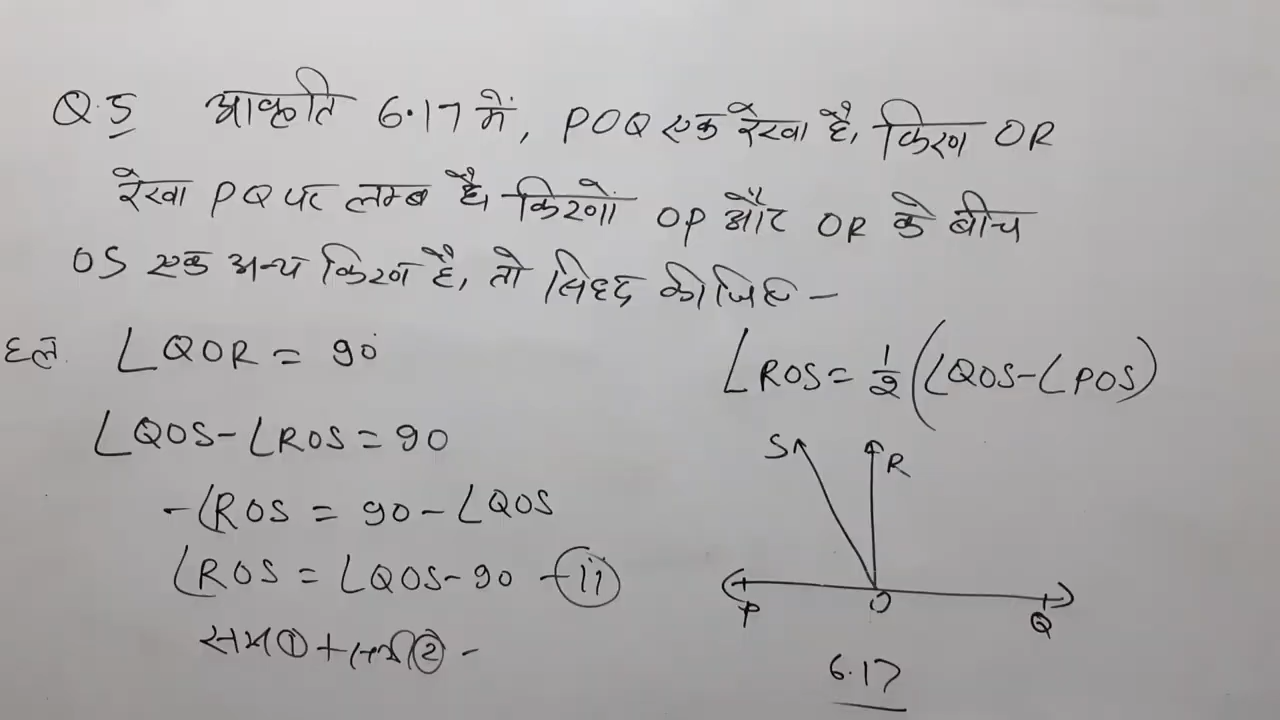 Q.5 आकृति 6.17 में, POQ एक रेखा है, किरण OR
रेखा PQ पर लम्ब है। किरणों OP और OR के बीच
OS एक अन्य किरण है, तो सिद्ध कीजिए –
हल. ∠QOR = 90°
∠ROS = 1/2 (∠QOS - ∠POS)
∠QOS - ∠ROS = 90
-∠ROS = 90 - ∠QOS
∠ROS = ∠QOS - 90 - ii
सम ① + समी ② -
S R
P O Q
6.17